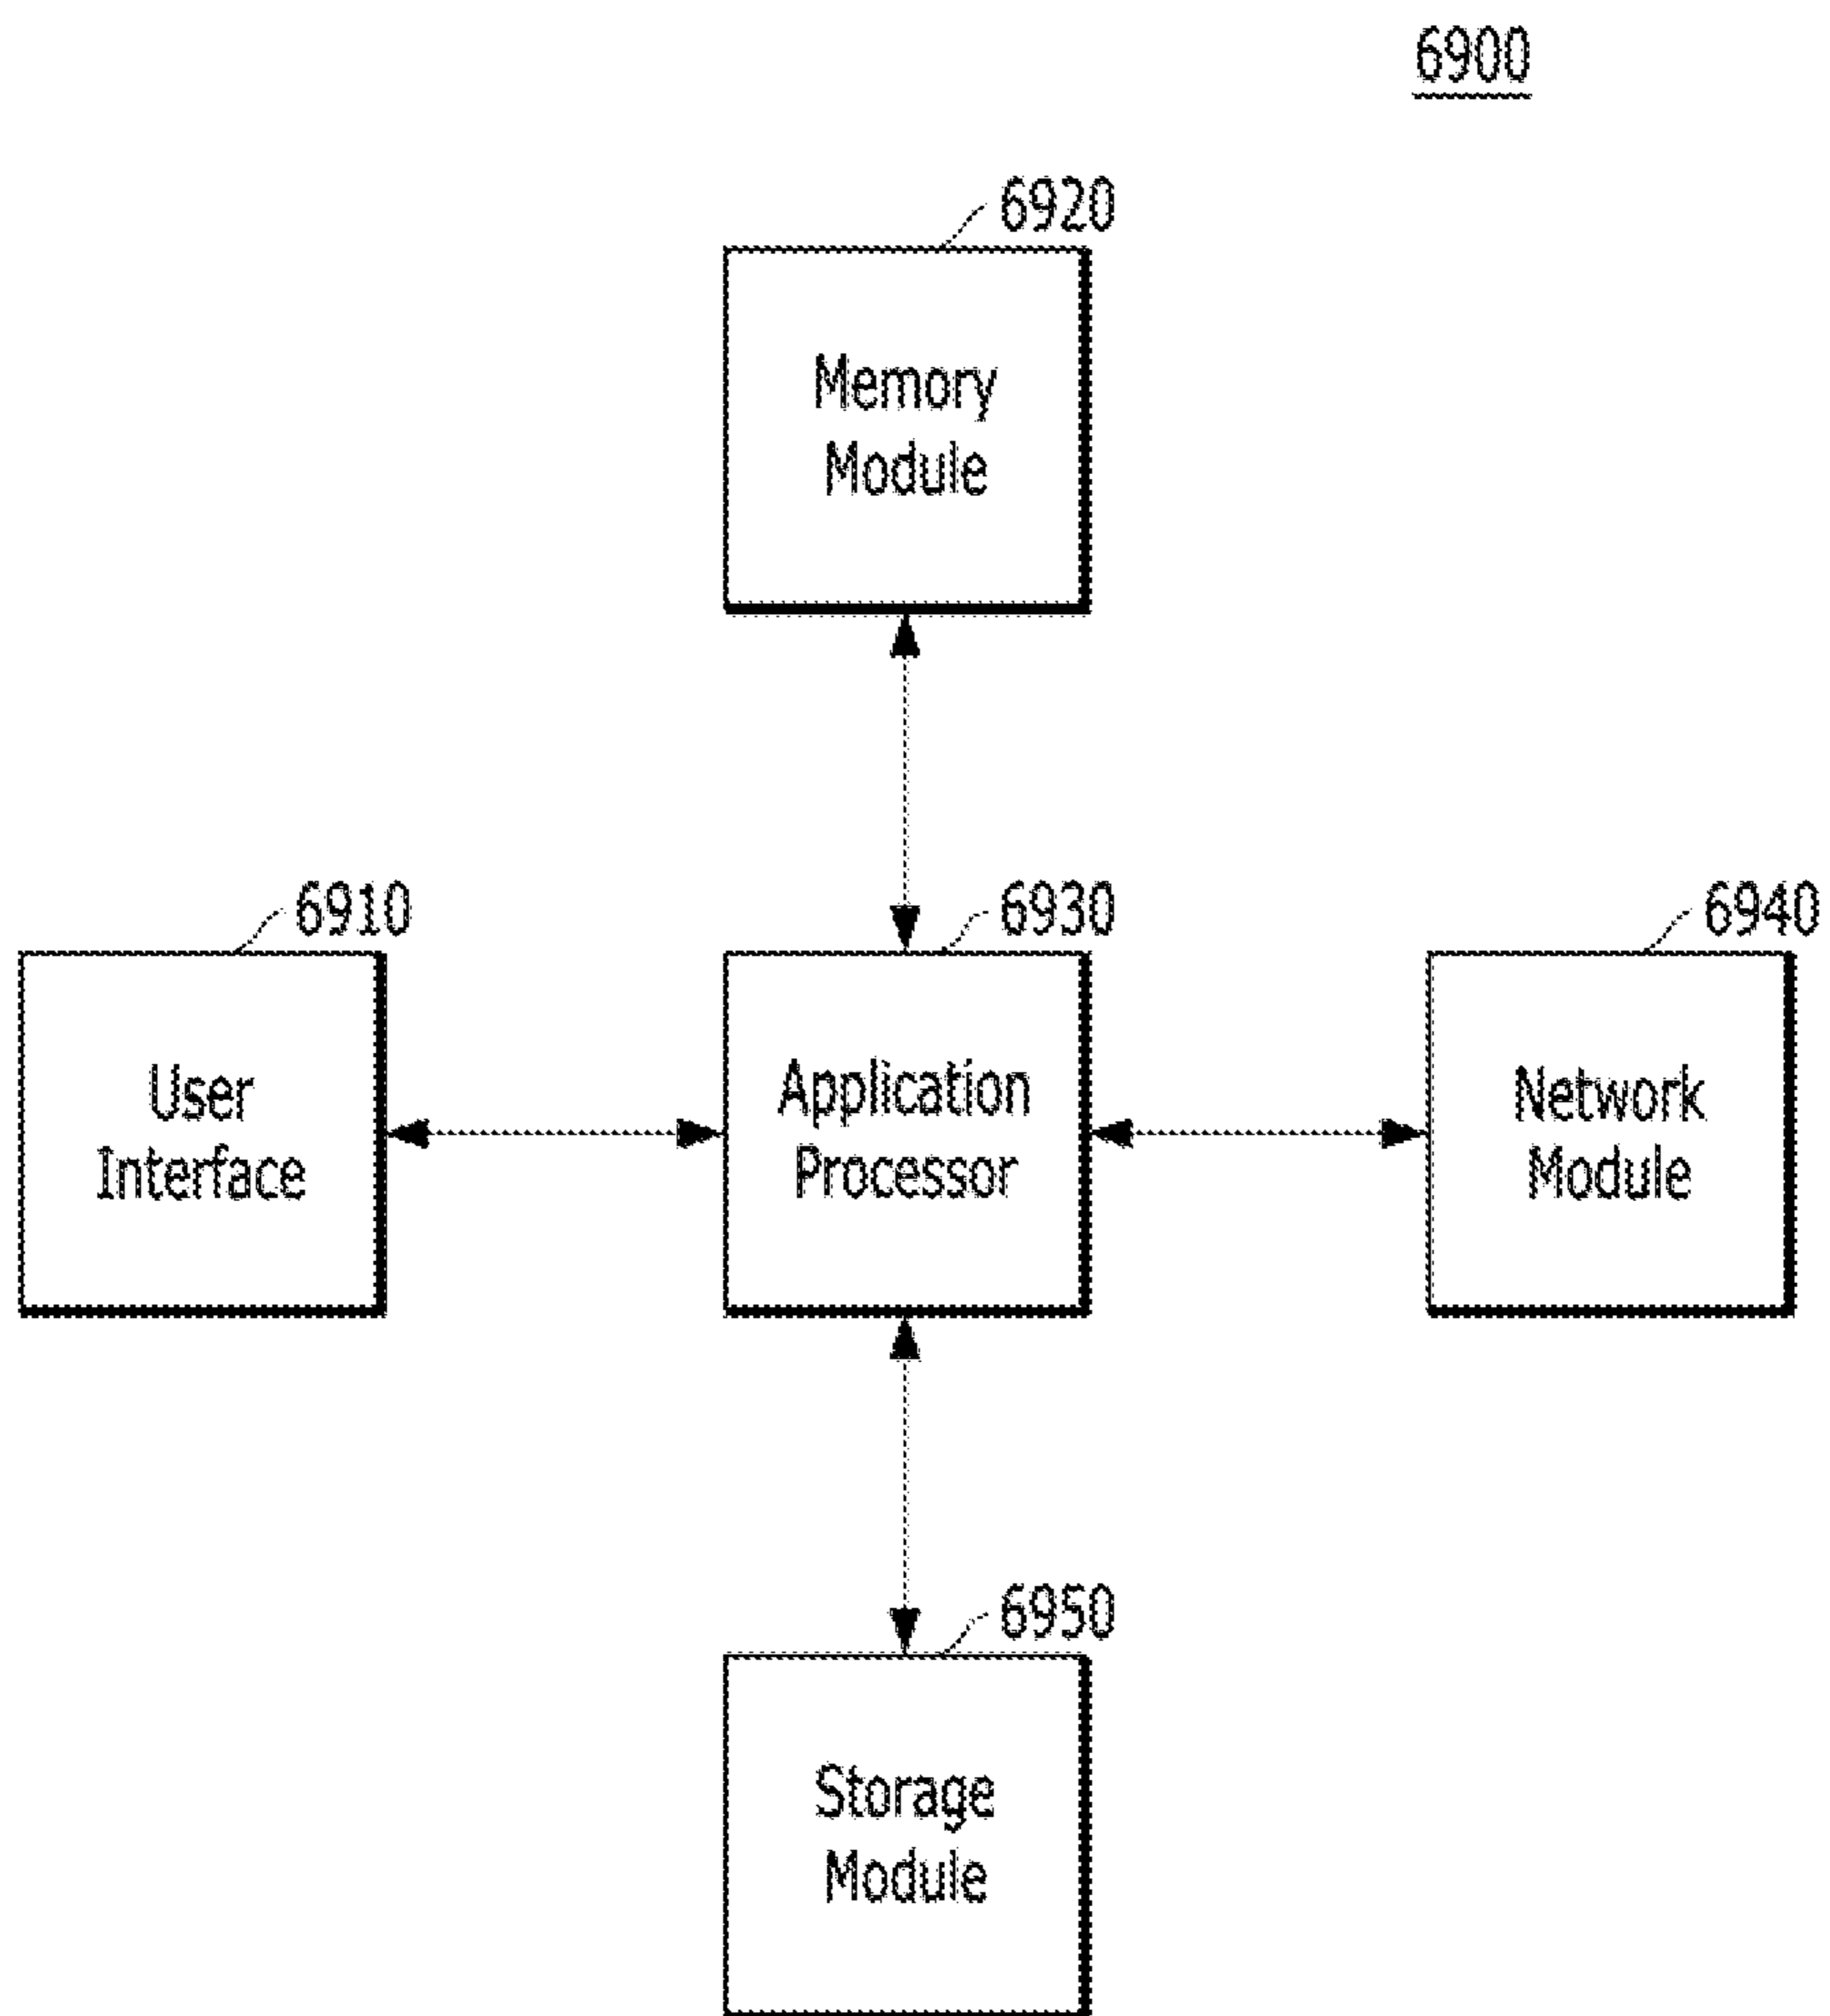 6900
6920
Memory
Module
6910
6930
6940
User
Interface
Application
Processor
Network
Module
6950
Storage
Module